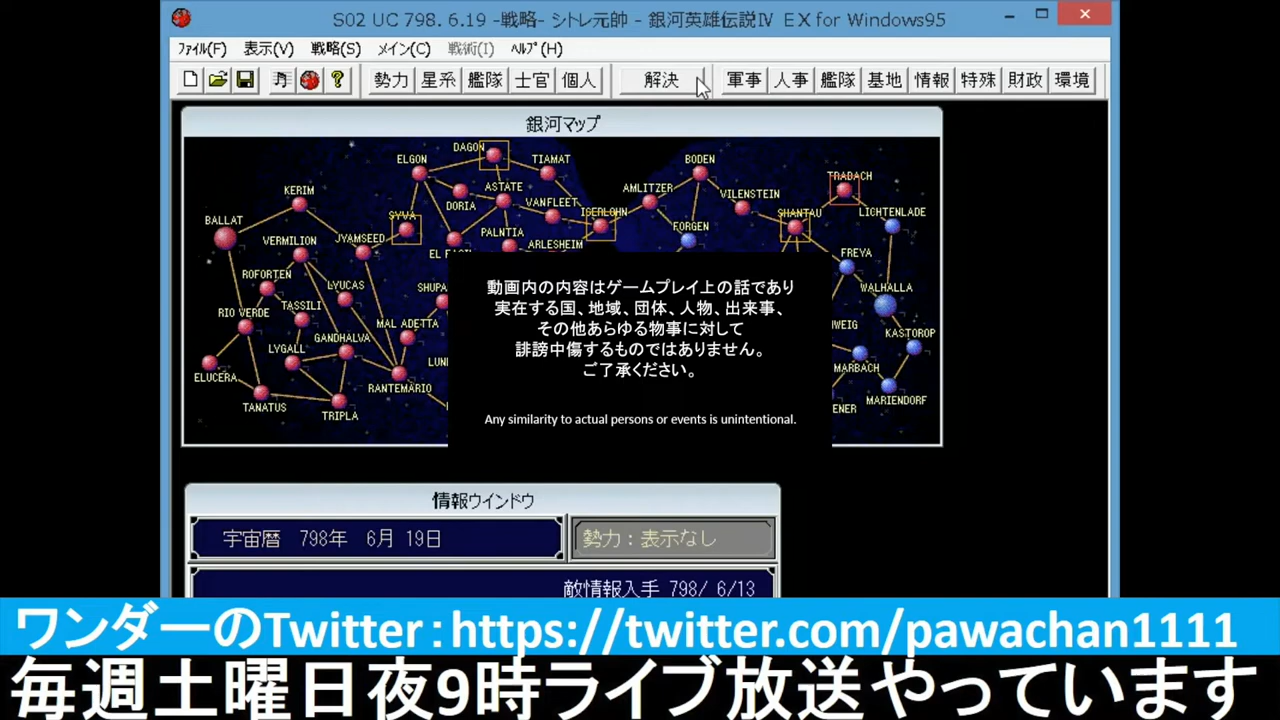 S02 UC 798. 6.19 -戦略- シトレ元帥 - 銀河英雄伝説Ⅳ EX for Windows95
ﾌｧｲﾙ(F) 表示(V) 戦略(S) メイン(C) 戦術(I) ﾍﾙﾌﾟ(H)
勢力 星系 艦隊 士官 個人 解決 軍事 人事 艦隊 基地 情報 特殊 財政 環境
銀河マップ
DAGON
ELGON
TIAMAT
BODEN
TRABACH
KERIM
DORIA
ASTATE
AMLITZER
VILENSTEIN
VANFLEET
ISERLOHN
SHANTAU
LICHTENLADE
BALLAT
SYVA
VERMILION
JYAMSEED
PALNTIA
ARLESHEIM
FORGEN
FREYA
ROFORTEN
LYUCAS
WALHALLA
TASSILI
RIO VERDE
MAL ADETTA
KASTOROP
GANDHALVA
LYGALL
MARBACH
ELUCERA
RANTEMARIO
MARIENDORF
TANATUS
TRIPLA
動画内の内容はゲームプレイ上の話であり
実在する国、地域、団体、人物、出来事、
その他あらゆる物事に対して
誹謗中傷するものではありません。
ご了承ください。
Any similarity to actual persons or events is unintentional.
情報ウインドウ
宇宙暦 798年 6月 19日
勢力：表示なし
敵情報入手 798/ 6/13
ワンダーのTwitter：https://twitter.com/pawachan1111
毎週土曜日夜9時ライブ放送やっています